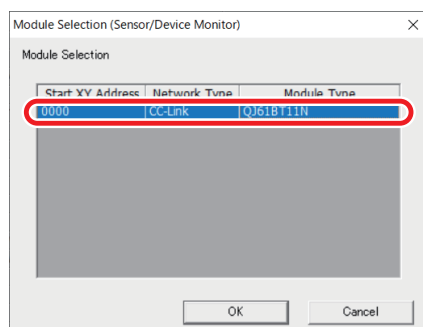 Module Selection (Sensor/Device Monitor)
Module Selection
Start XY Address Network Type Module Type
0000 CC-Link QJ61BT11N
OK Cancel